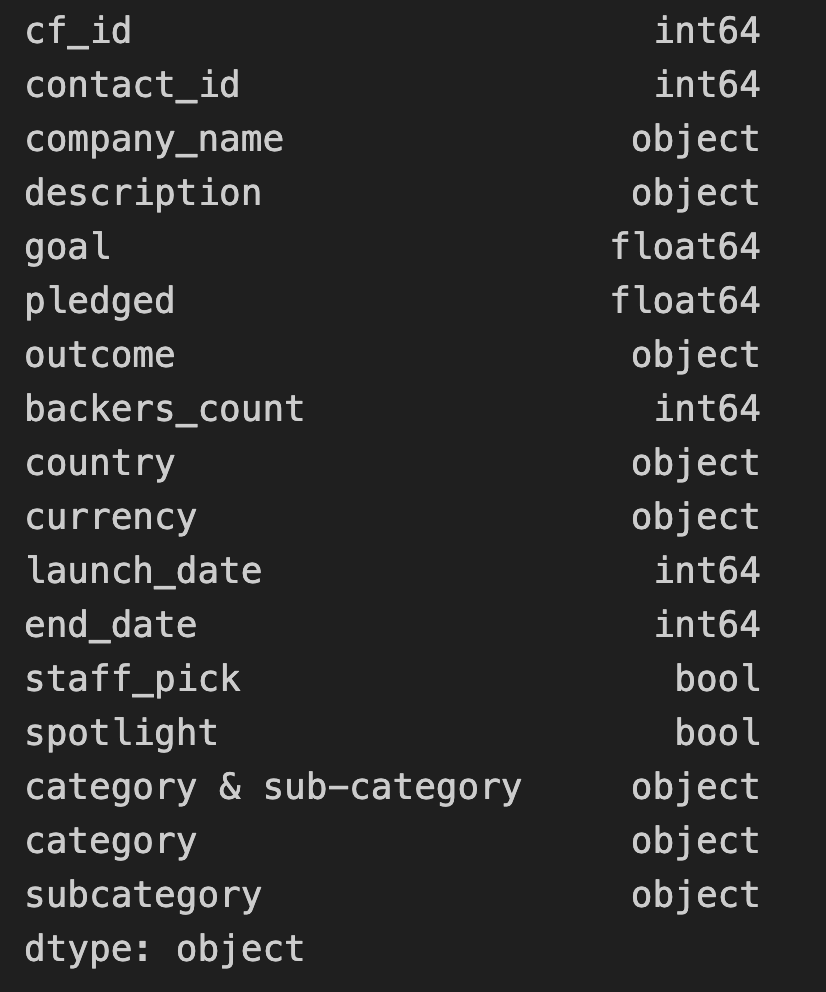 cf_id int64
contact_id int64
company_name object
description object
goal float64
pledged float64
outcome object
backers_count int64
country object
currency object
launch_date int64
end_date int64
staff_pick bool
spotlight bool
category & sub-category object
category object
subcategory object
dtype: object